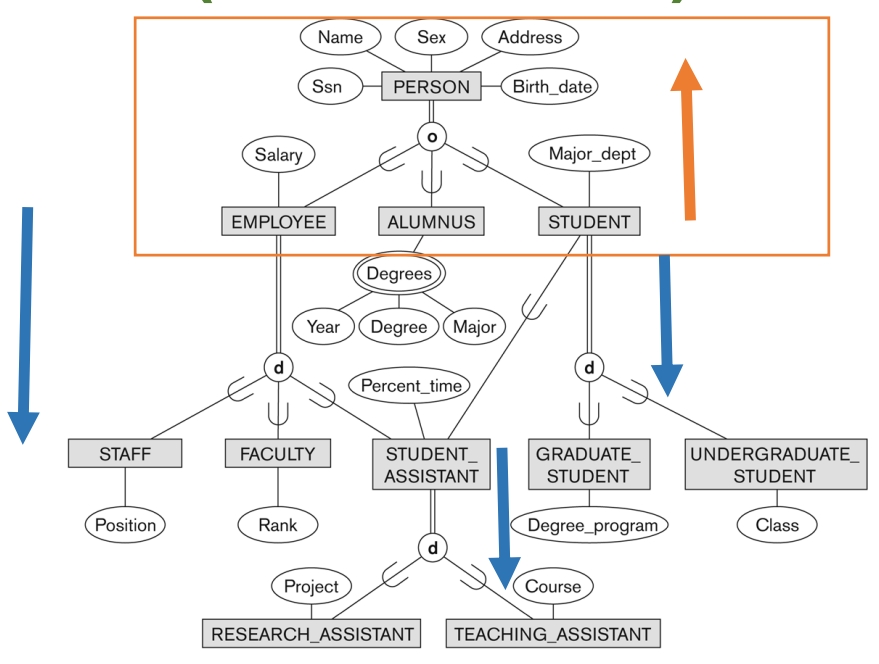 Name
Sex
Address
Ssn
PERSON
Birth_date
o
Salary
Major_dept
EMPLOYEE
ALUMNUS
STUDENT
Degrees
Year
Degree
Major
d
d
Percent_time
STAFF
FACULTY
STUDENT_
ASSISTANT
GRADUATE_
STUDENT
UNDERGRADUATE_
STUDENT
Position
Rank
Degree_program
Class
d
Project
Course
RESEARCH_ASSISTANT
TEACHING_ASSISTANT